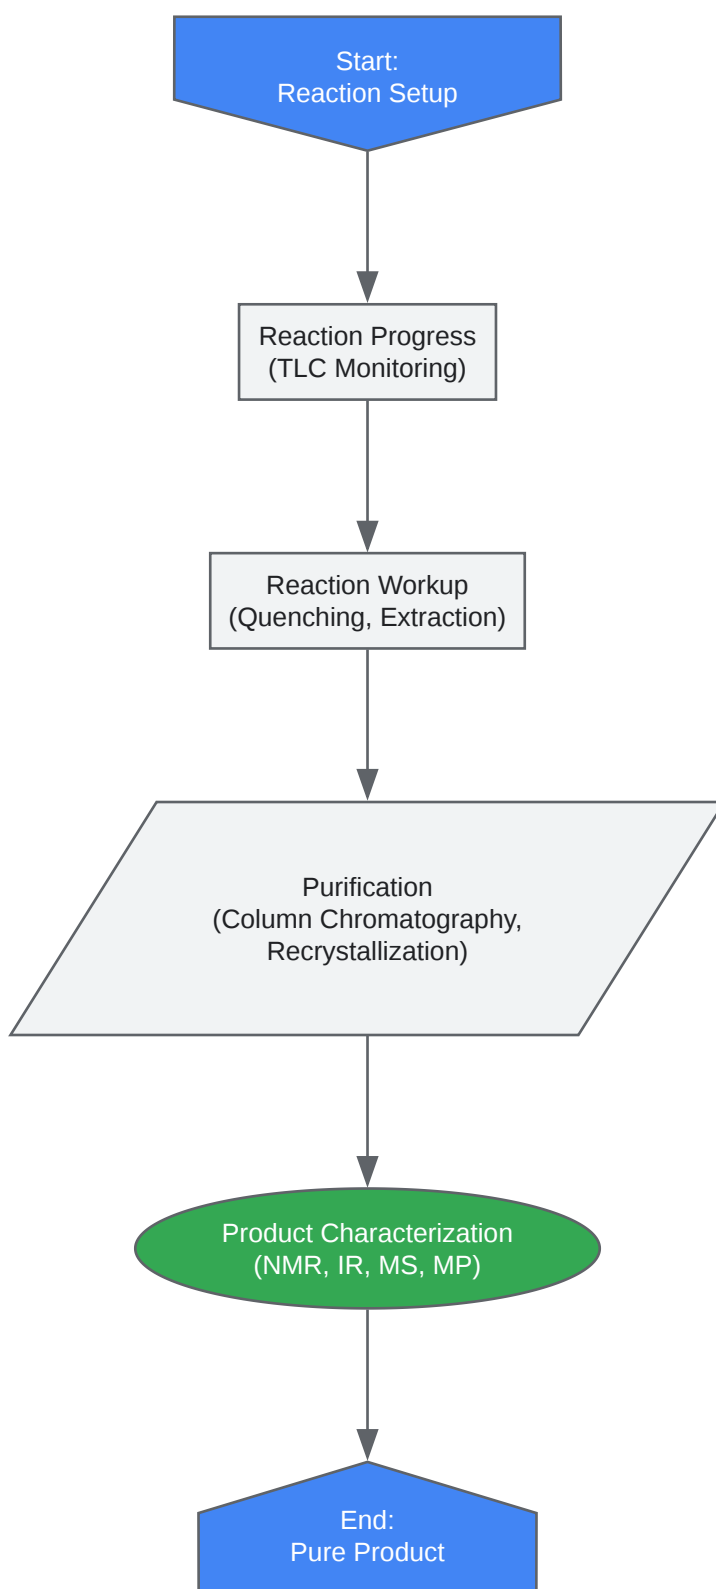 Start:
Reaction Setup
Reaction Progress
(TLC Monitoring)
Reaction Workup
(Quenching, Extraction)
Purification
(Column Chromatography,
Recrystallization)
Product Characterization
(NMR, IR, MS, MP)
End:
Pure Product